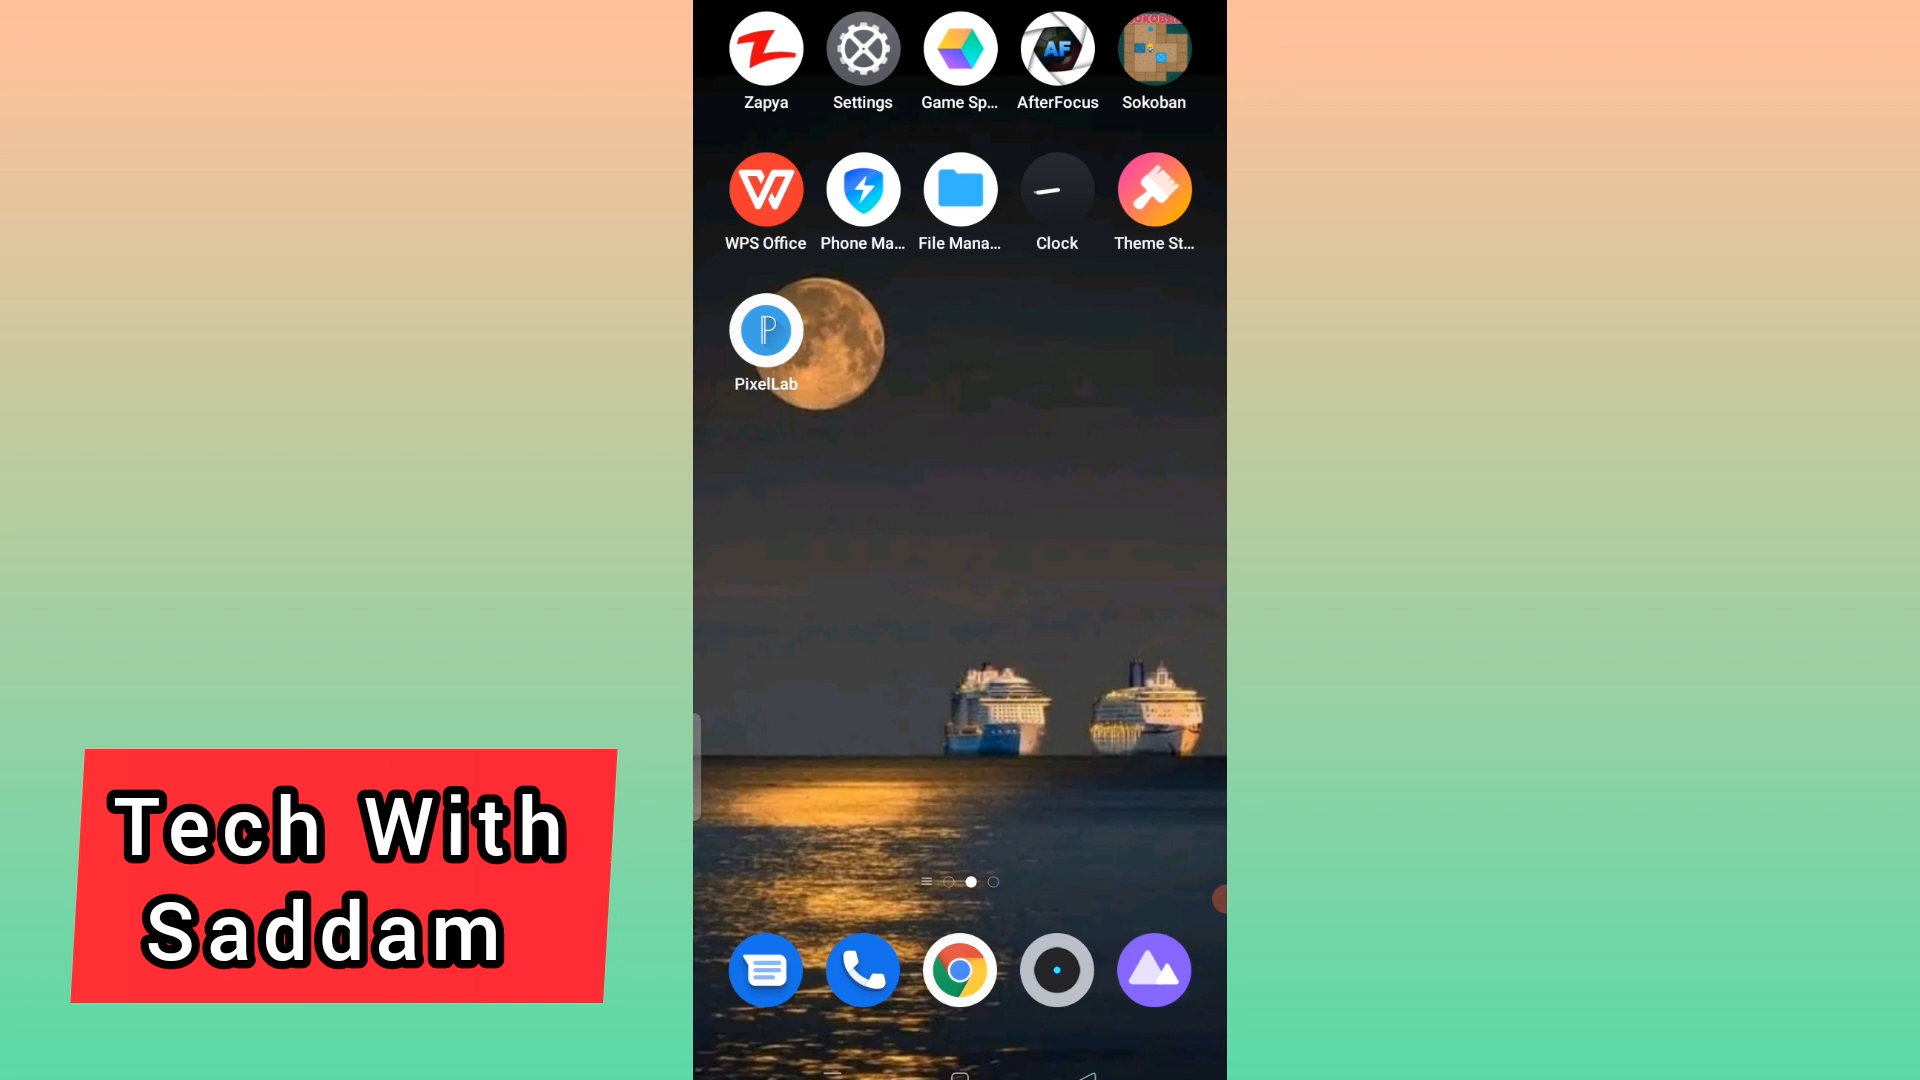 Zapya
Settings
Game Sp...
AF
AfterFocus
Sokoban
WPS Office
Phone Ma...
File Mana...
Clock
Theme St...
PixelLab
Tech With
Saddam